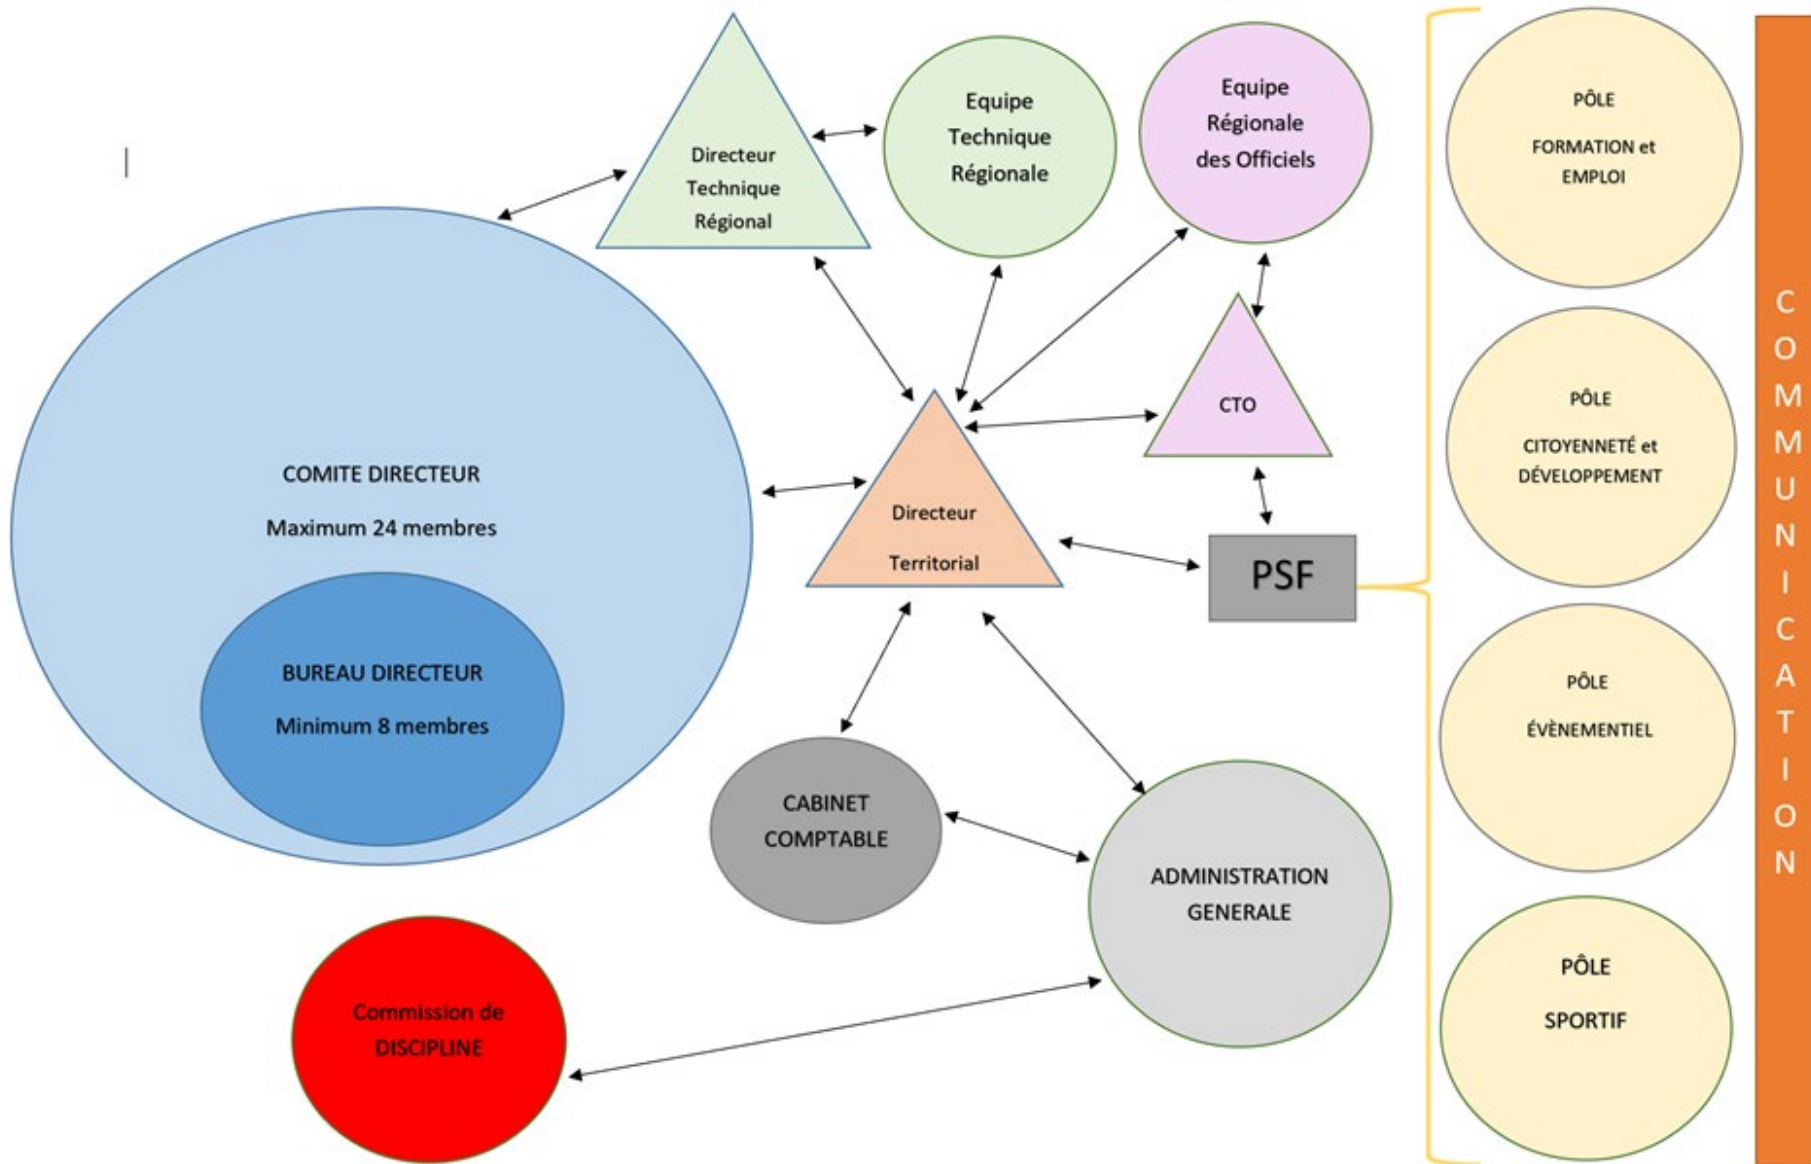 Directeur
Technique
Régional
Equipe
Technique
Régionale
Equipe
Régionale
des Officiels
CTO
COMITE DIRECTEUR
Maximum 24 membres
BUREAU DIRECTEUR
Minimum 8 membres
Directeur
Territorial
PSF
CABINET
COMPTABLE
ADMINISTRATION
GENERALE
Commission de
DISCIPLINE
PÔLE
FORMATION et
EMPLOI
PÔLE
CITOYENNETÉ et
DÉVELOPPEMENT
PÔLE
ÉVÈNEMENTIEL
PÔLE
SPORTIF
COMMUNICATION